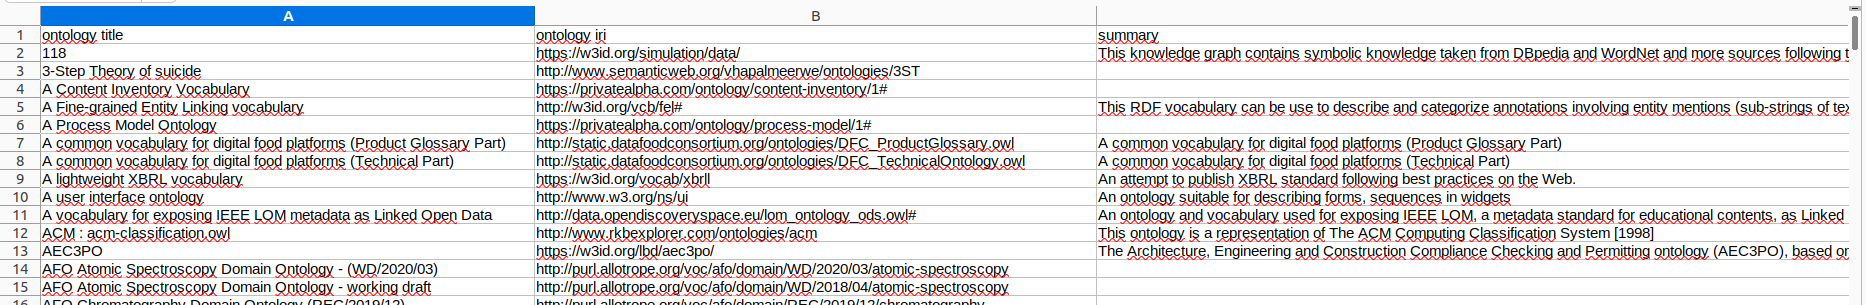 A B
1 ontology title ontology iri summary
2 118 https://w3id.org/simulation/data/ This knowledge graph contains symbolic knowledge taken from DBpedia and WordNet and more sources following t
3 3-Step Theory of suicide http://www.semanticweb.org/vhapalmeerwe/ontologies/3ST
4 A Content Inventory Vocabulary https://privatealpha.com/ontology/content-inventory/1#
5 A Fine-grained Entity Linking vocabulary http://w3id.org/vcb/fel# This RDF vocabulary can be use to describe and categorize annotations involving entity mentions (sub-strings of tex
6 A Process Model Ontology https://privatealpha.com/ontology/process-model/1#
7 A common vocabulary for digital food platforms (Product Glossary Part) http://static.datafoodconsortium.org/ontologies/DFC_ProductGlossary.owl A common vocabulary for digital food platforms (Product Glossary Part)
8 A common vocabulary for digital food platforms (Technical Part) http://static.datafoodconsortium.org/ontologies/DFC_TechnicalOntology.owl A common vocabulary for digital food platforms (Technical Part)
9 A lightweight XBRL vocabulary https://w3id.org/vocab/xbrll An attempt to publish XBRL standard following best practices on the Web.
10 A user interface ontology http://www.w3.org/ns/ui An ontology suitable for describing forms, sequences in widgets
11 A vocabulary for exposing IEEE LOM metadata as Linked Open Data http://data.opendiscoveryspace.eu/lom_ontology_ods.owl# An ontology and vocabulary used for exposing IEEE LOM, a metadata standard for educational contents, as Linked
12 ACM : acm-classification.owl http://www.rkbexplorer.com/ontologies/acm This ontology is a representation of The ACM Computing Classification System [1998]
13 AEC3PO https://w3id.org/lbd/aec3po/ The Architecture, Engineering and Construction Compliance Checking and Permitting ontology (AEC3PO), based on
14 AFO Atomic Spectroscopy Domain Ontology - (WD/2020/03) http://purl.allotrope.org/voc/afo/domain/WD/2020/03/atomic-spectroscopy
15 AFO Atomic Spectroscopy Domain Ontology - working draft http://purl.allotrope.org/voc/afo/domain/WD/2018/04/atomic-spectroscopy
16 AFO Chromatography Domain Ontology (REC/2019/12) http://purl.allotrope.org/voc/afo/domain/REC/2019/12/chromatography